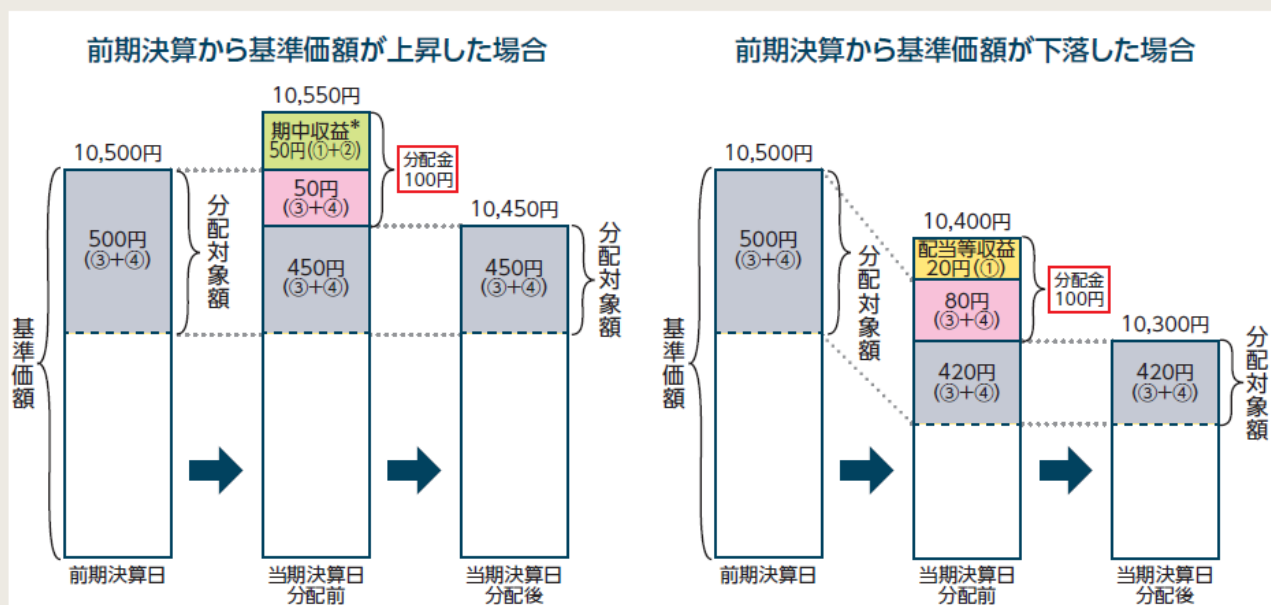 前期決算から基準価額が上昇した場合
10,550円
期中収益*
50円(①+②)
10,500円
分配金
100円
50円
(③+④)
10,450円
500円
(③+④)
分配対象額
450円
(③+④)
450円
(③+④)
分配対象額
基準価額
前期決算日
当期決算日
分配前
当期決算日
分配後
前期決算から基準価額が下落した場合
10,500円
10,400円
500円
(③+④)
分配対象額
配当等収益
20円(①)
分配金
100円
80円
(③+④)
10,300円
420円
(③+④)
420円
(③+④)
分配対象額
基準価額
前期決算日
当期決算日
分配前
当期決算日
分配後